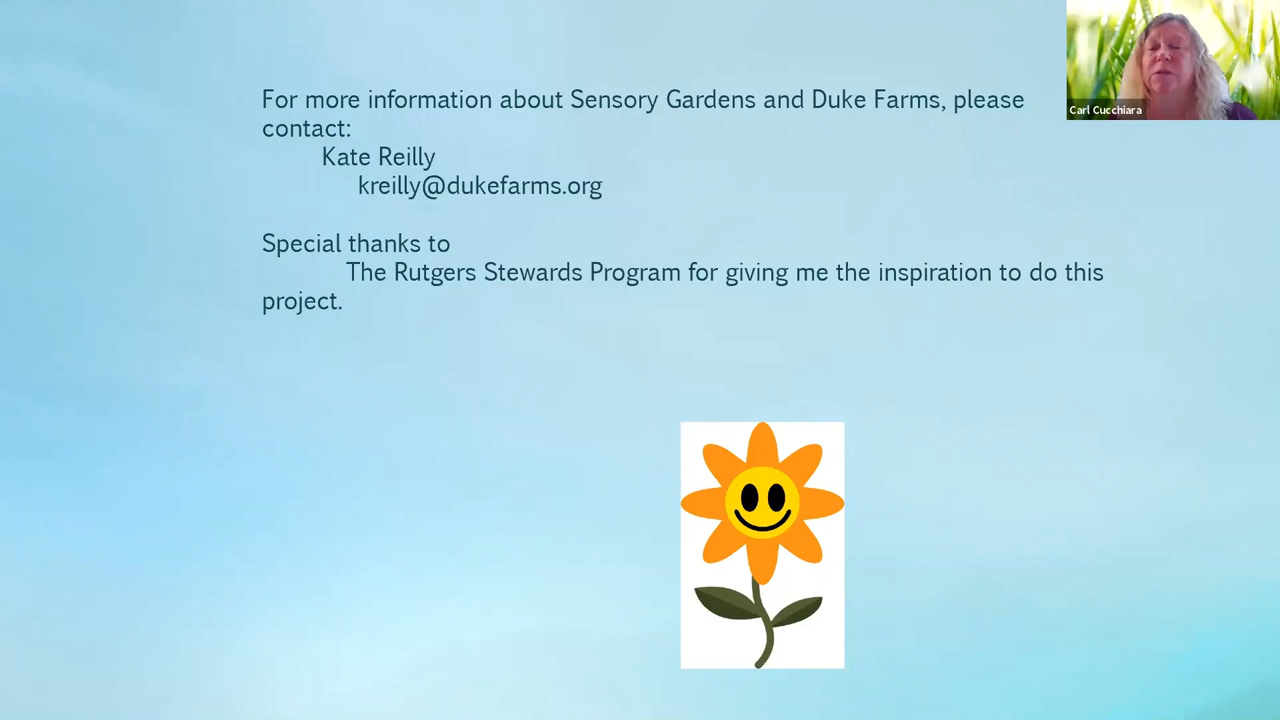 For more information about Sensory Gardens and Duke Farms, please
contact:
Kate Reilly
kreilly@dukefarms.org
Special thanks to
The Rutgers Stewards Program for giving me the inspiration to do this
project.
Carl Cucchiara